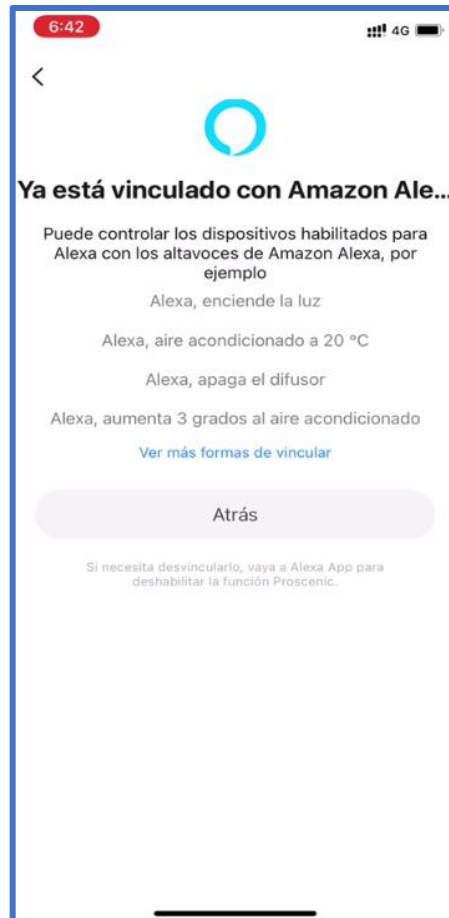 6:42
4G
Ya está vinculado con Amazon Ale...
Puede controlar los dispositivos habilitados para
Alexa con los altavoces de Amazon Alexa, por
ejemplo
Alexa, enciende la luz
Alexa, aire acondicionado a 20 °C
Alexa, apaga el difusor
Alexa, aumenta 3 grados al aire acondicionado
Ver más formas de vincular
Atrás
Si necesita desvincularlo, vaya a Alexa App para
deshabilitar la función Proscenic.